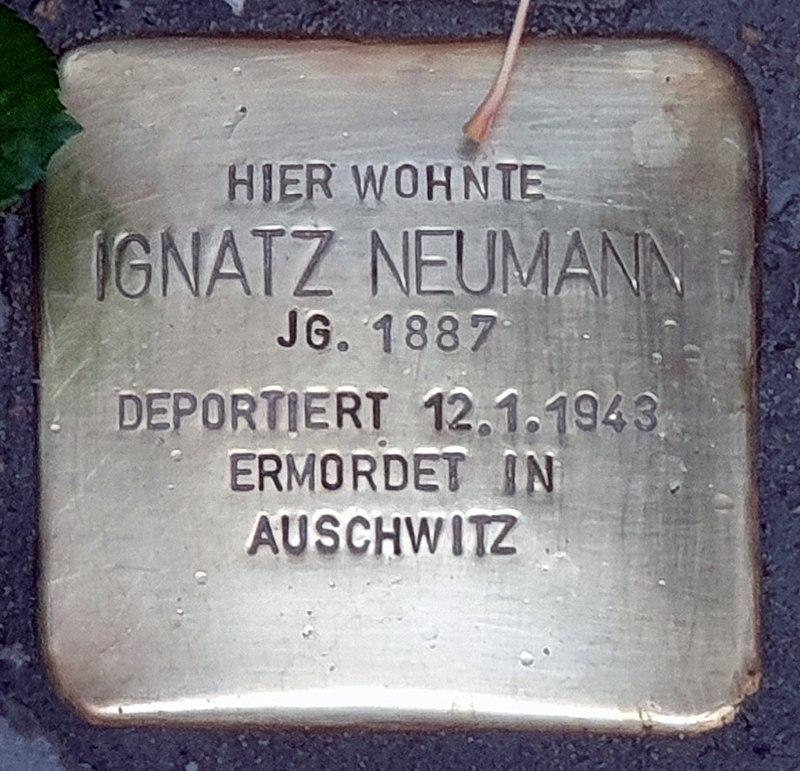 HIER WOHNTE
IGNATZ NEUMANN
JG. 1887
DEPORTIERT 12.1.1943
ERMORDET IN
AUSCHWITZ